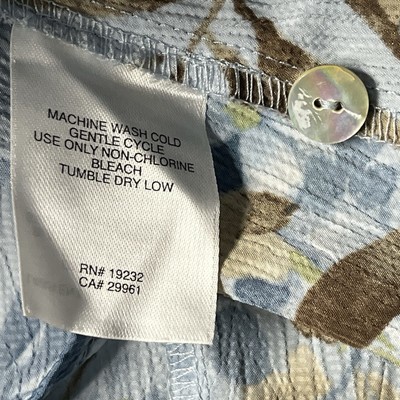 MACHINE WASH COLD
GENTLE CYCLE
USE ONLY NON-CHLORINE
BLEACH
TUMBLE DRY LOW
RN# 19232
CA# 29961